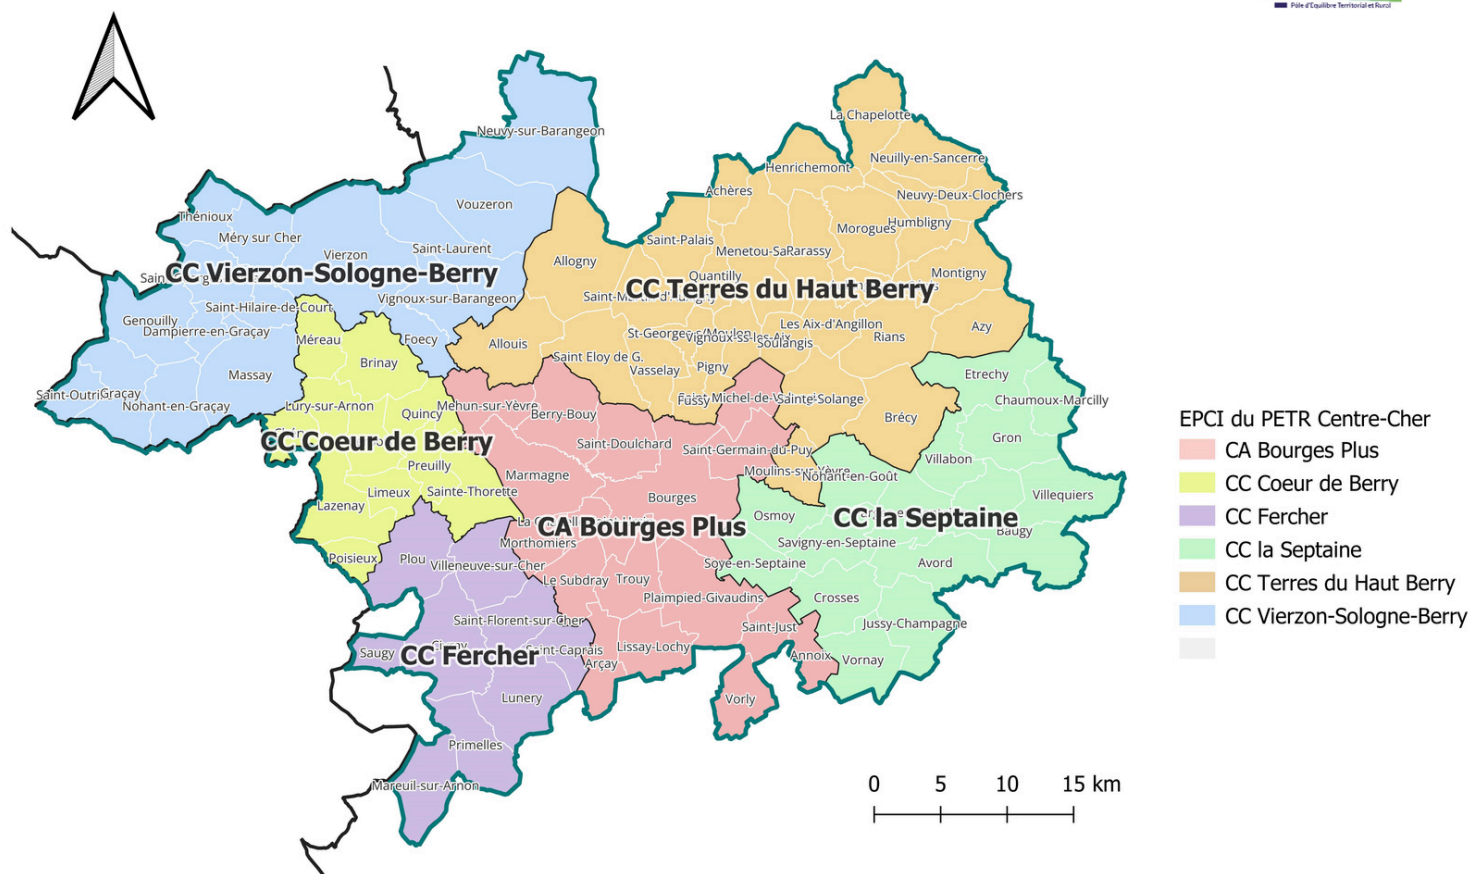 Pôle d'Equilibre Territorial et Rural
Neuvy-sur-Barangeon
La Chapelotte
Neuilly-en-Sancerre
Henrichemont
Achères
Neuvy-Deux-Clochers
Vouzeron
Thénioux
Humbligny
Morogues
Méry sur Cher
Saint-Palais
Saint-Laurent
Menetou-Sa
Parassy
Vierzon
Allogny
Montigny
CC Vierzon-Sologne-Berry
Quantilly
CC Terres du Haut Berry
Vignoux-sur-Barangeon
Saint-Hilaire-de-Court
Genouilly
Dampierre-en-Graçay
Les Aix-d'Angillon
Azy
St-Georges-s/Moulon
Vignoux-ss-les-Aix
Soulangis
Rians
Méreau
Foecy
Allouis
Saint Eloy de G.
Brinay
Vasselay
Pigny
Massay
Etrechy
Saint-Outri
Graçay
Nohant-en-Graçay
Lury-sur-Arnon
Mehun-sur-Yèvre
Fussy
Sainte-Solange
Chaumoux-Marcilly
Quincy
Berry-Bouy
Brécy
EPCI du PETR Centre-Cher
CC Coeur de Berry
Saint-Doulchard
Saint-Germain-du-Puy
Gron
CA Bourges Plus
Villabon
Preuilly
Marmagne
Moulins-sur-Yèvre
Nohant-en-Goût
CC Coeur de Berry
Limeux
Sainte-Thorette
Bourges
Villequiers
Lazenay
CC Fercher
Osmoy
CC la Septaine
CA Bourges Plus
Baugy
Morthomiers
Savigny-en-Septaine
CC la Septaine
Poisieux
Plou
Villeneuve-sur-Cher
Soye-en-Septaine
Avord
Le Subdray
Trouy
CC Terres du Haut Berry
Plaimpied-Givaudins
Crosses
CC Vierzon-Sologne-Berry
Saint-Florent-sur-Cher
Saint-Just
Jussy-Champagne
Saugy
CC Fercher
Saint-Caprais
Lissay-Lochy
Arçay
Annoix
Vornay
Lunery
Vorly
Primelles
Mareuil-sur-Arnon
0 5 10 15 km